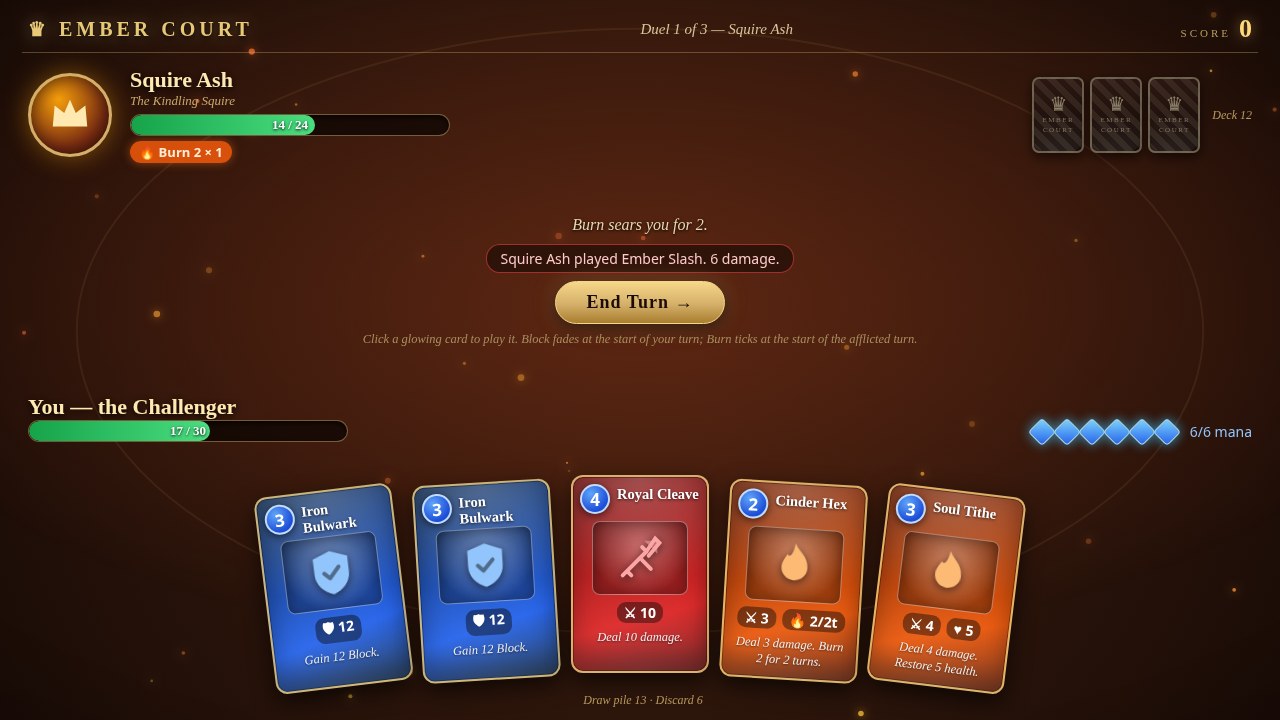 ♛ EMBER COURT
Duel 1 of 3 — Squire Ash
SCORE 0
Squire Ash
The Kindling Squire
14 / 24
🔥 Burn 2 × 1
EMBER
COURT
EMBER
COURT
EMBER
COURT
Deck 12
Burn sears you for 2.
Squire Ash played Ember Slash. 6 damage.
End Turn →
Click a glowing card to play it. Block fades at the start of your turn; Burn ticks at the start of the afflicted turn.
You — the Challenger
17 / 30
6/6 mana
3
Iron
Bulwark
12
Gain 12 Block.
3
Iron
Bulwark
12
Gain 12 Block.
4
Royal Cleave
⚔ 10
Deal 10 damage.
2
Cinder Hex
⚔ 3
🔥 2/2t
Deal 3 damage. Burn
2 for 2 turns.
3
Soul Tithe
⚔ 4
♥ 5
Deal 4 damage.
Restore 5 health.
Draw pile 13 · Discard 6